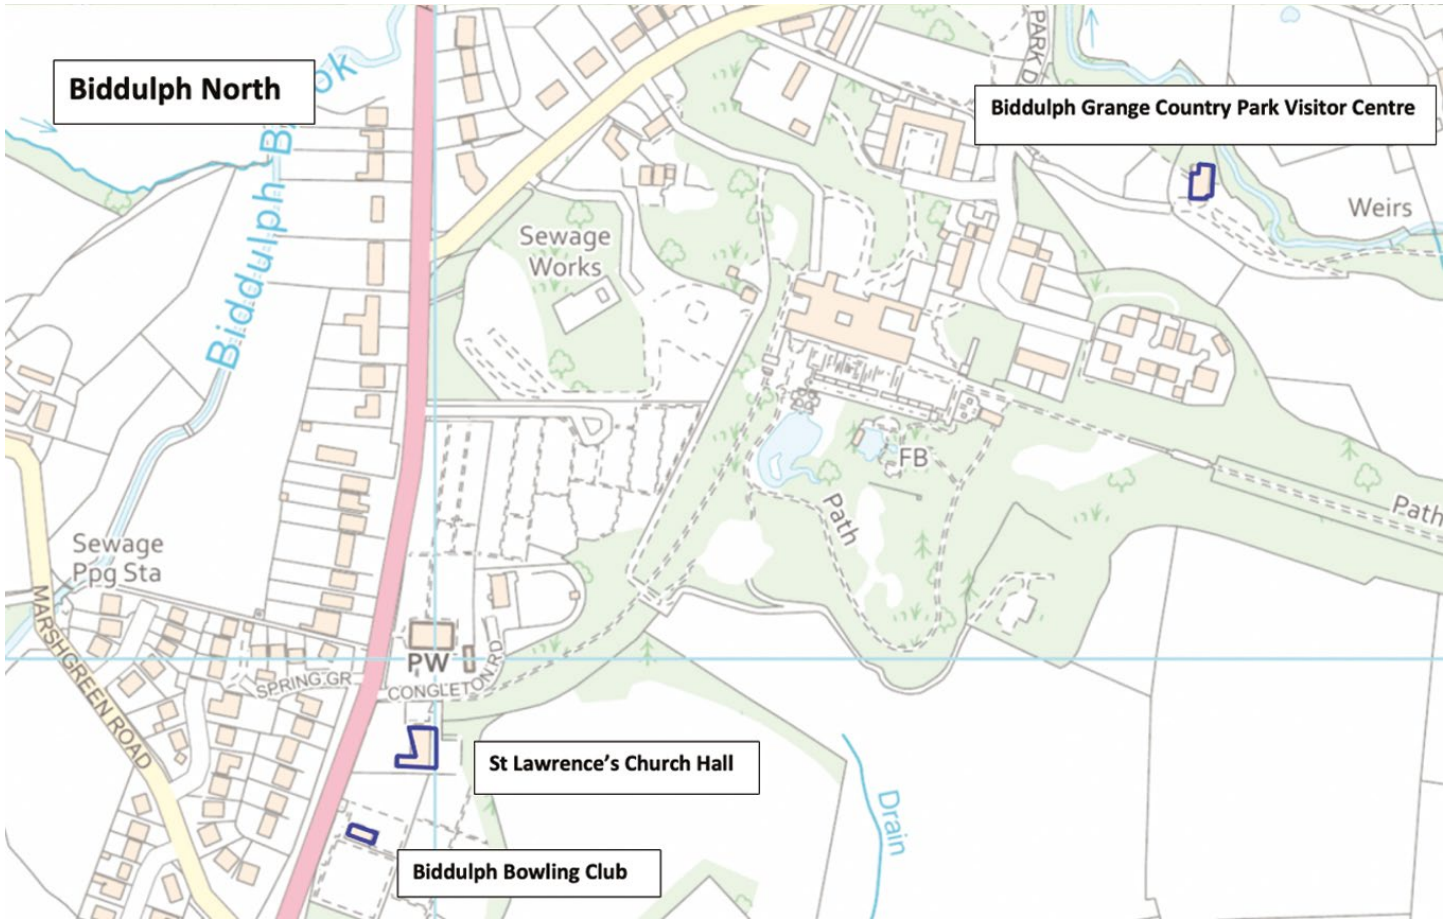 PARK D
Biddulph North
Biddulph Grange Country Park Visitor Centre
Biddulph B
ok
Weirs
Sewage
Works
FB
Path
Path
Sewage
Ppg Sta
MARSHGREEN ROAD
PW
SPRING GR
CONGLETON RD
St Lawrence’s Church Hall
Drain
Biddulph Bowling Club